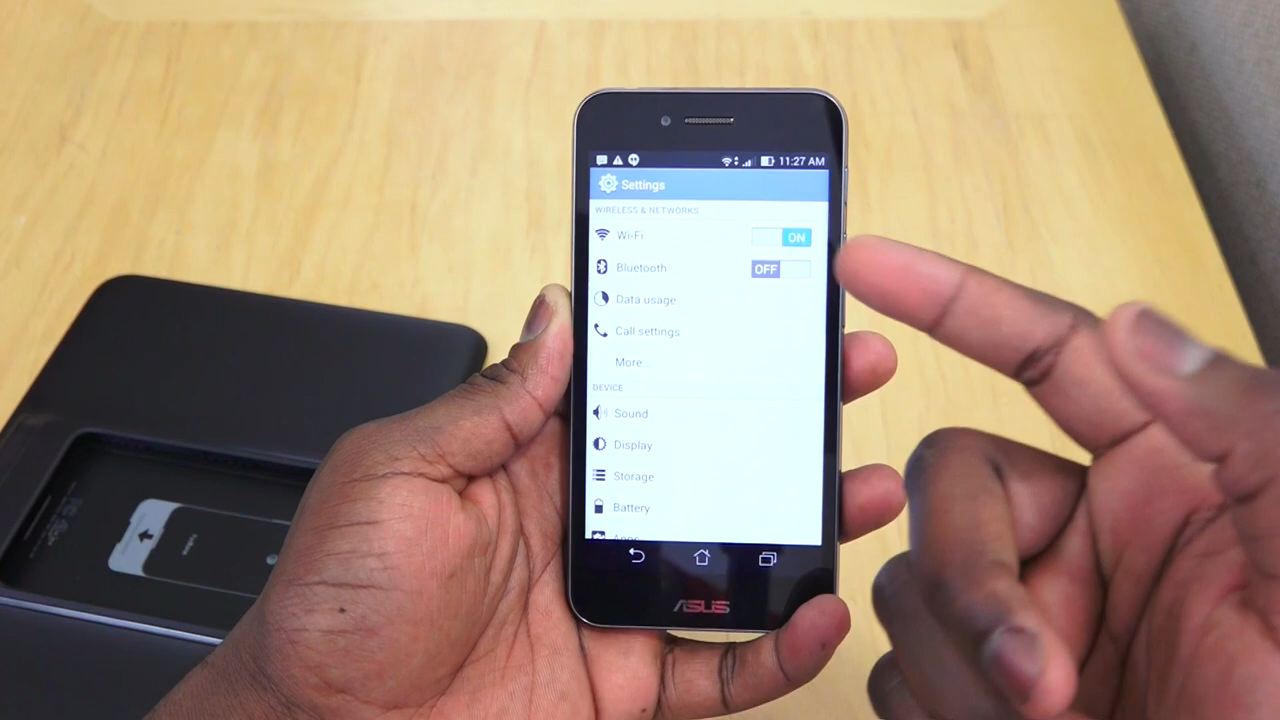 11:27 AM
Settings
WIRELESS & NETWORKS
Wi-Fi ON
Bluetooth OFF
Data usage
Call settings
More...
DEVICE
Sound
Display
Storage
Battery
Apps
ASUS